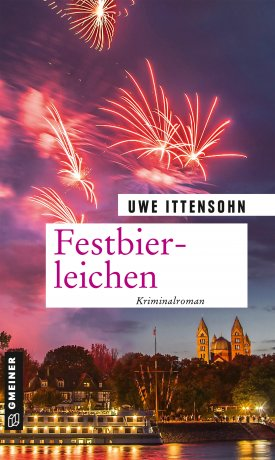 UWE ITTENSOHN
Festbier-
leichen
Kriminalroman
GMEINER